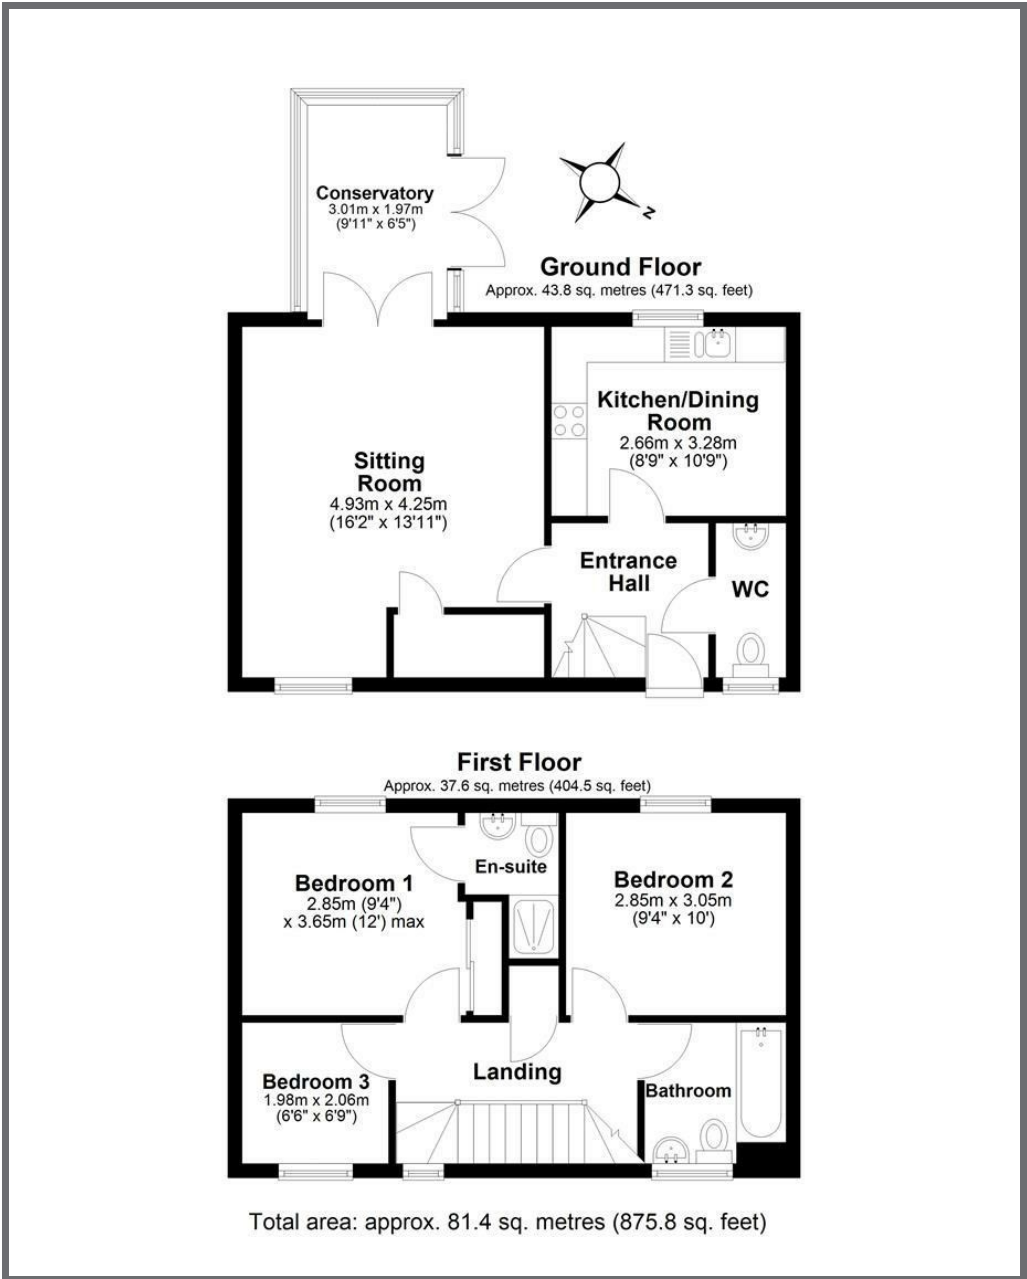 Conservatory
3.01m x 1.97m
(9'11" x 6'5")
N
Ground Floor
Approx. 43.8 sq. metres (471.3 sq. feet)
Kitchen/Dining
Room
2.66m x 3.28m
(8'9" x 10'9")
Sitting
Room
4.93m x 4.25m
(16'2" x 13'11")
Entrance
Hall
WC
First Floor
Approx. 37.6 sq. metres (404.5 sq. feet)
En-suite
Bedroom 1
2.85m (9'4")
x 3.65m (12') max
Bedroom 2
2.85m x 3.05m
(9'4" x 10')
Landing
Bedroom 3
1.98m x 2.06m
(6'6" x 6'9")
Bathroom
Total area: approx. 81.4 sq. metres (875.8 sq. feet)